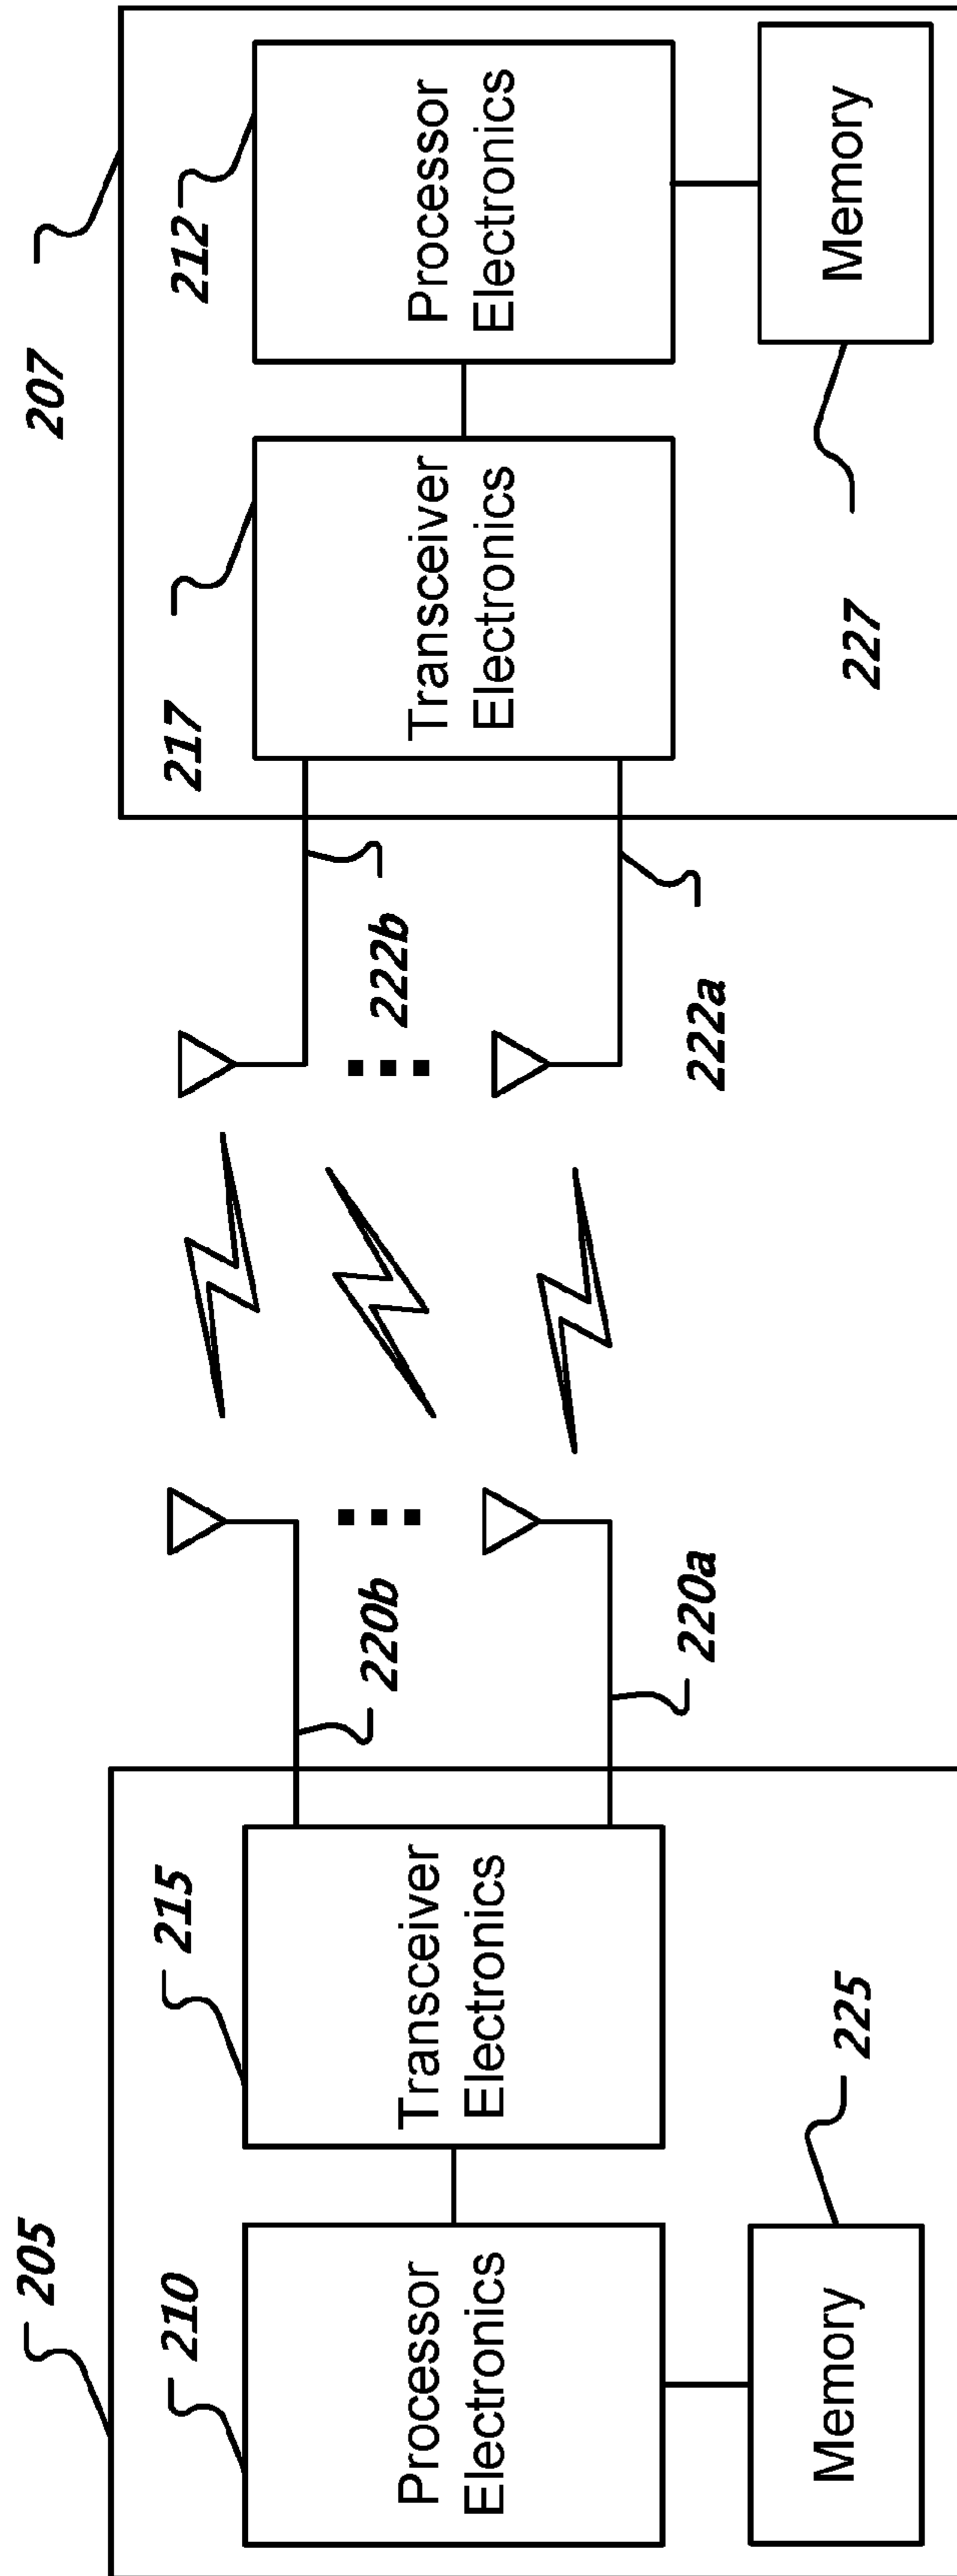 205
210
Processor
Electronics
215
Transceiver
Electronics
Memory
225
220b
220a
222b
222a
207
217
Transceiver
Electronics
212
Processor
Electronics
227
Memory